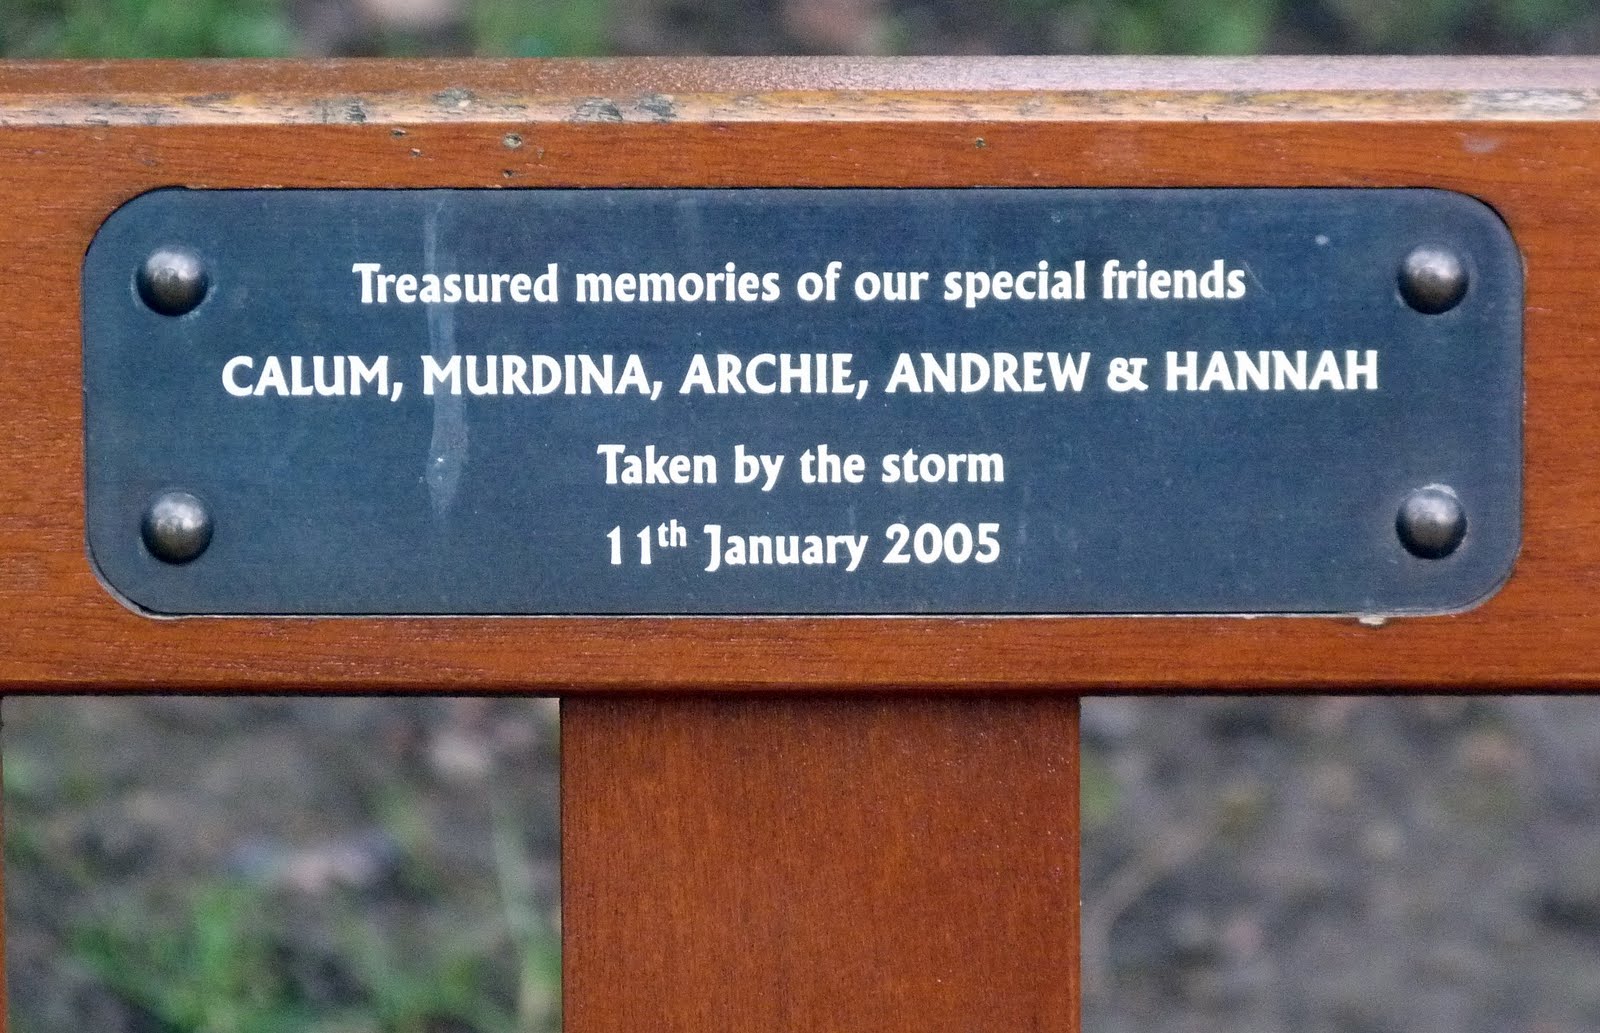 Treasured memories of our special friends
CALUM, MURDINA, ARCHIE, ANDREW & HANNAH
Taken by the storm
11th January 2005